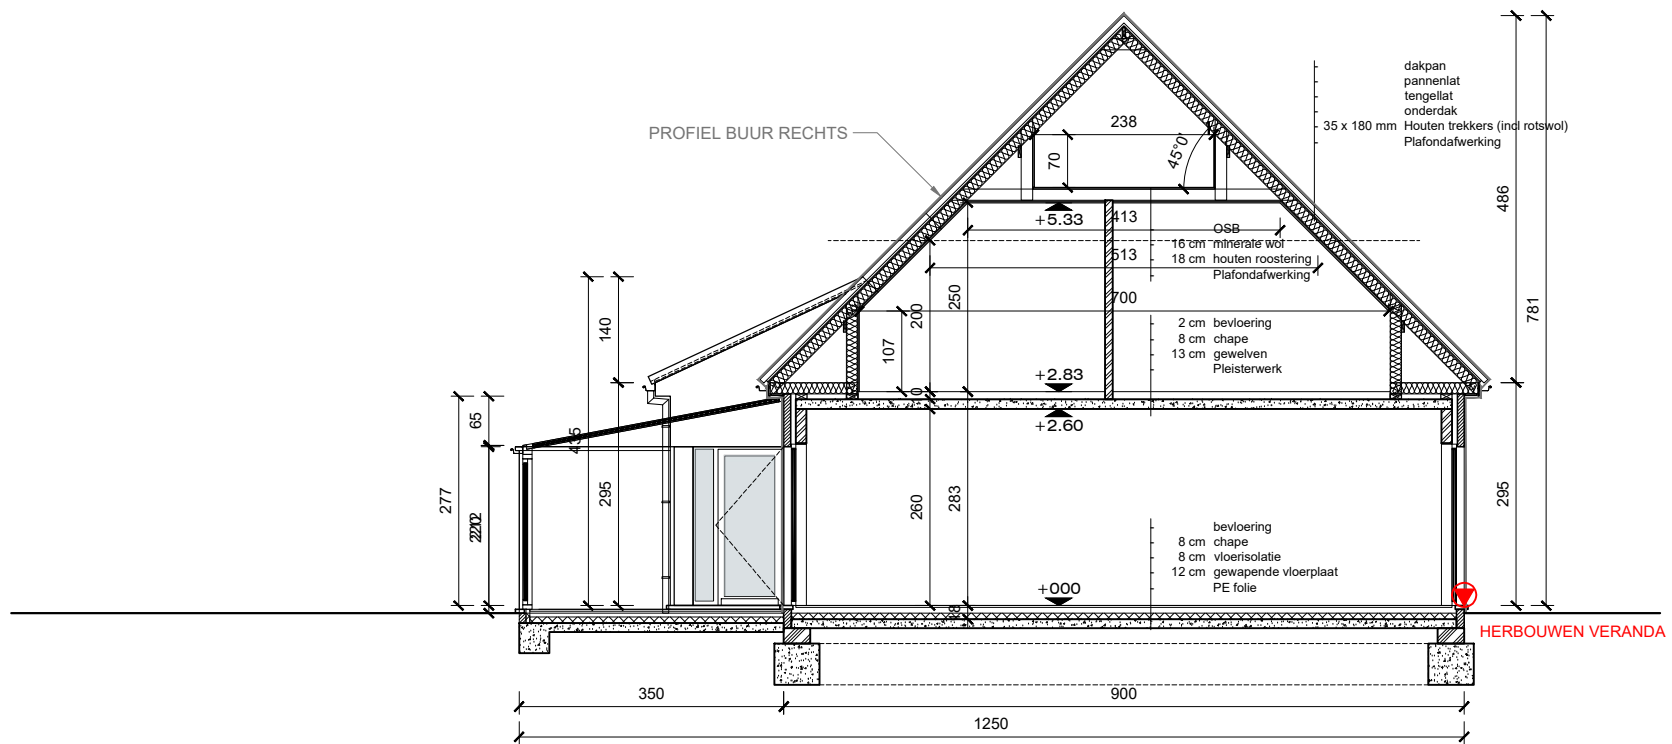 dakpan
pannenlat
tengellat
onderdak
35 x 180 mm Houten trekkers (incl rotswol)
Plafondafwerking
PROFIEL BUUR RECHTS
238
70
45°0'
486
+5.33
413
OSB
16 cm minerale wol
18 cm houten roostering
Plafondafwerking
513
250
200
700
781
140
107
2 cm bevloering
8 cm chape
13 cm gewelven
Pleisterwerk
+2.83
+2.60
65
435
277
295
260
283
295
bevloering
8 cm chape
8 cm vloerisolatie
12 cm gewapende vloerplaat
PE folie
+000
HERBOUWEN VERANDA
350
900
1250